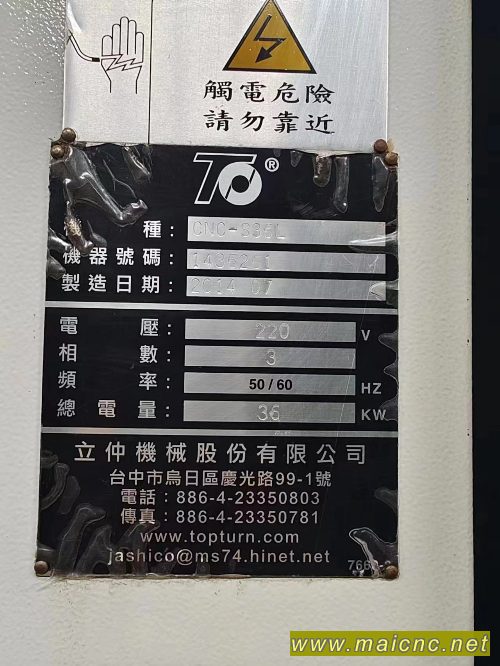 觸電危險
請勿靠近
®
種: CNC-S36L
機器號碼: 1436261
製造日期: 2014 07
電壓: 220 V
相數: 3
頻率: 50/60 HZ
總電量: 36 KW
立仲機械股份有限公司
台中市烏日區慶光路99-1號
電話:886-4-23350803
傳真:886-4-23350781
www.topturn.com
jashico@ms74.hinet.net
www.maicnc.net